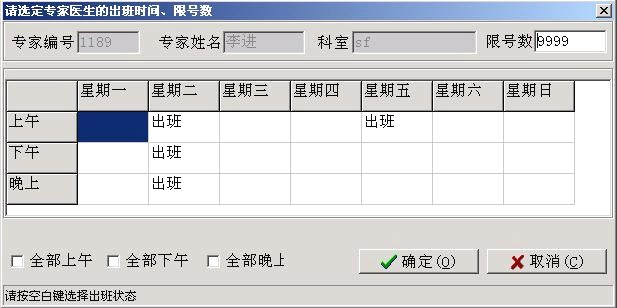 请选定专家医生的出班时间、限号数
专家编号 1189 专家姓名 李进 科室 sf 限号数 9999
星期一 星期二 星期三 星期四 星期五 星期六 星期日
上午 出班 出班
下午 出班
晚上 出班
全部上午 全部下午 全部晚上 确定(O) 取消(C)
请按空白键选择出班状态